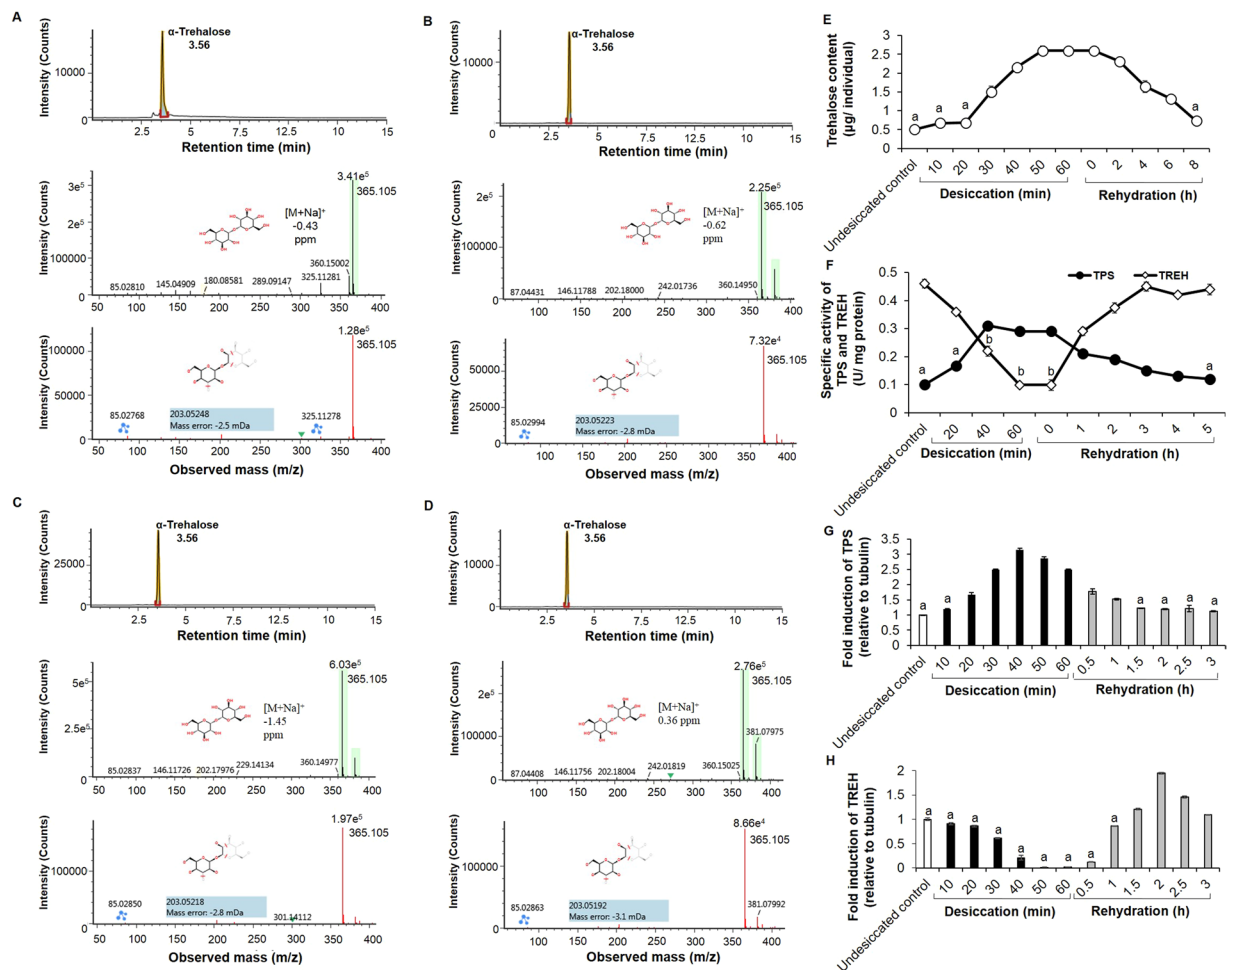 A
α-Trehalose
3.56
Intensity (Counts)
10000
0
2.5
5
7.5
12.5
10
15
Retention time (min)
3.41e⁵
365.105
3e⁵
2e⁵
100000
0
Intensity (Counts)
[M+Na]⁺
-0.43
ppm
85.02810
145.04909
180.08581
289.09147
325.11281
360.15002
100
150
200
250
300
350
400
1.28e⁵
365.105
100000
50000
0
Intensity (Counts)
85.02768
203.05248
Mass error: -2.5 mDa
325.11278
50
100
150
200
250
300
350
400
Observed mass (m/z)
B
α-Trehalose
3.56
Intensity (Counts)
10000
0
2.5
5
7.5
12.5
10
15
Retention time (min)
2.25e⁵
365.105
2e⁵
100000
0
Intensity (Counts)
[M+Na]⁺
-0.62
ppm
87.04431
146.11788
202.18000
242.01736
360.14950
100
150
200
250
300
350
400
7.32e⁴
365.105
50000
25000
0
Intensity (Counts)
85.02994
203.05223
Mass error: -2.8 mDa
50
100
150
200
250
300
350
400
Observed mass (m/z)
C
α-Trehalose
3.56
Intensity (Counts)
25000
0
2.5
5
7.5
12.5
10
15
Retention time (min)
6.03e⁵
365.105
5e⁵
2.5e⁵
0
Intensity (Counts)
[M+Na]⁺
-1.45
ppm
85.02837
146.11726
202.17976
229.14134
360.14977
50
100
150
200
250
300
350
400
1.97e⁵
365.105
100000
0
Intensity (Counts)
85.02850
203.05218
Mass error: -2.8 mDa
301.14112
50
100
150
200
250
300
350
400
Observed mass (m/z)
D
α-Trehalose
3.56
Intensity (Counts)
10000
0
2.5
5
7.5
12.5
10
15
Retention time (min)
2.76e⁵
365.105
2e⁵
100000
0
Intensity (Counts)
[M+Na]⁺
0.36 ppm
381.07975
87.04408
146.11756
202.18004
242.01819
360.15025
100
150
200
250
300
350
400
8.66e⁴
365.105
100000
0
Intensity (Counts)
85.02863
203.05192
Mass error: -3.1 mDa
381.07992
100
150
200
250
300
350
400
Observed mass (m/z)
E
Trehalose content
(µg/ individual)
3
2.5
2
1.5
1
0.5
0
a
a
a
a
Undesiccated control
10
20
30
40
50
60
0
2
4
6
8
Desiccation (min)
Rehydration (h)
F
TPS
TREH
Specific activity of
TPS and TREH
(U/ mg protein)
0.5
0.4
0.3
0.2
0.1
0
a
a
b
b
b
a
Undesiccated control
20
40
60
0
1
2
3
4
5
Desiccation (min)
Rehydration (h)
G
Fold induction of TPS
(relative to tubulin)
3.5
3
2.5
2
1.5
1
0.5
0
a
a
a
a
a
a
a
a
Undesiccated control
10
20
30
40
50
60
0.5
1
1.5
2
2.5
3
Desiccation (min)
Rehydration (h)
H
Fold induction of TREH
(relative to tubulin)
2
1.5
1
0.5
0
a
a
a
a
a
a
a
a
a
Undesiccated control
10
20
30
40
50
60
0.5
1
1.5
2
2.5
3
Desiccation (min)
Rehydration (h)